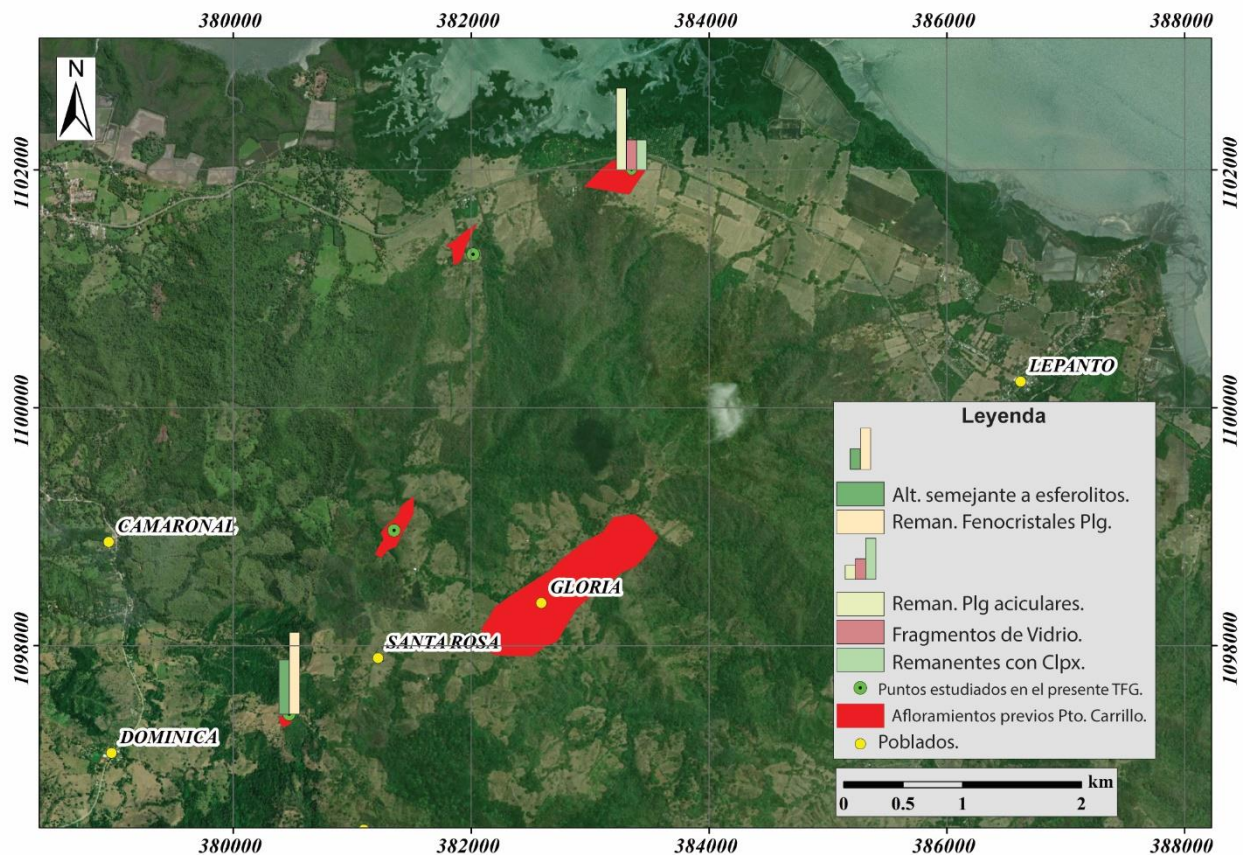 380000 382000 384000 386000 388000
N
1102000 1102000
LEPANTO
1100000 1100000
Leyenda
Alt. semejante a esferolitos.
Reman. Fenocristales Plg.
CAMARONAL
GLORIA
Reman. Plg aciculares.
SANTA ROSA
Fragmentos de Vidrio.
1098000 1098000
Remanentes con Clpx.
Puntos estudiados en el presente TFG.
Afloramientos previos Pto. Carrillo.
DOMINICA
Poblados.
km
0 0.5 1 2
380000 382000 384000 386000 388000